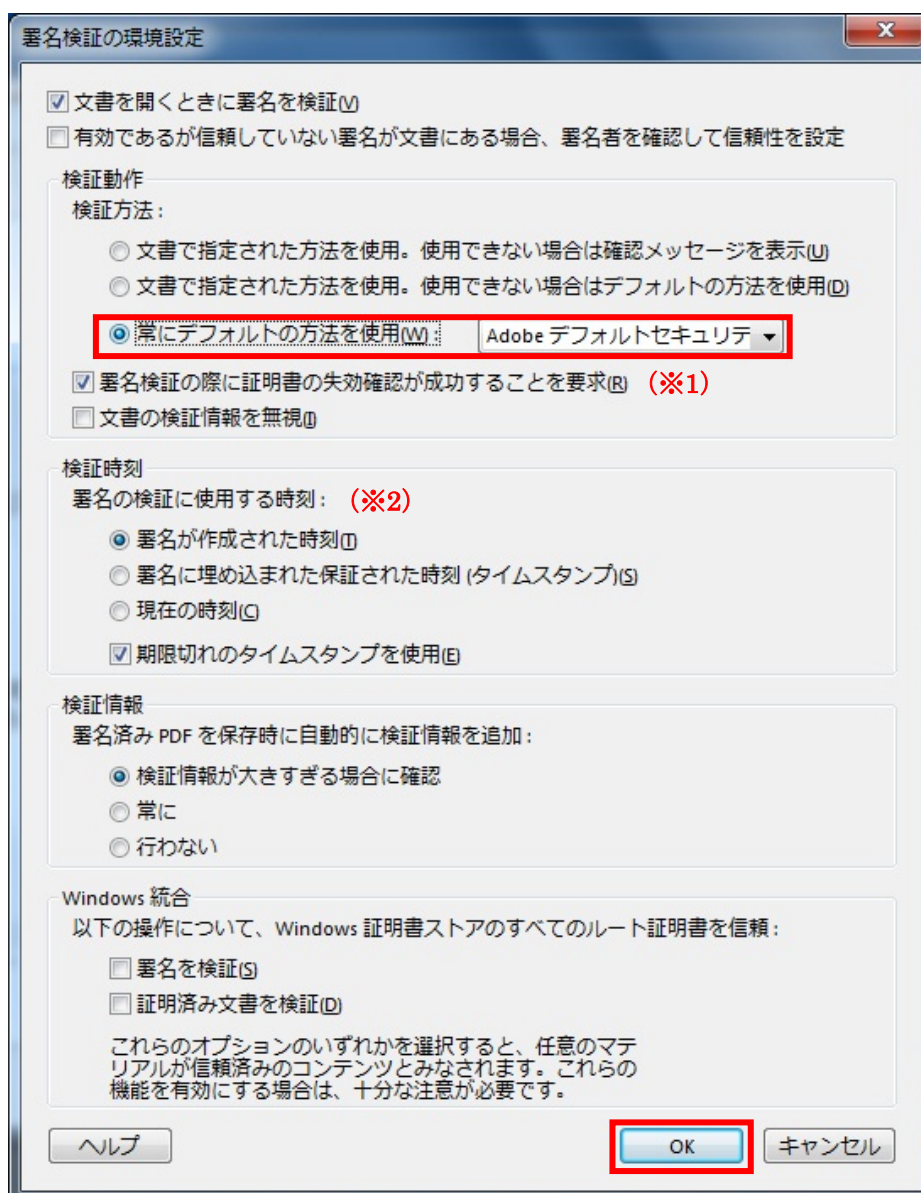 署名検証の環境設定
文書を開くときに署名を検証(V)
有効であるが信頼していない署名が文書にある場合、署名者を確認して信頼性を設定
検証動作
検証方法:
文書で指定された方法を使用。使用できない場合は確認メッセージを表示(U)
文書で指定された方法を使用。使用できない場合はデフォルトの方法を使用(D)
常にデフォルトの方法を使用(W): Adobe デフォルトセキュリテ
署名検証の際に証明書の失効確認が成功することを要求(R) (※1)
文書の検証情報を無視(I)
検証時刻
署名の検証に使用する時刻: (※2)
署名が作成された時刻(T)
署名に埋め込まれた保証された時刻 (タイムスタンプ)(S)
現在の時刻(C)
期限切れのタイムスタンプを使用(E)
検証情報
署名済み PDF を保存時に自動的に検証情報を追加:
検証情報が大きすぎる場合に確認
常に
行わない
Windows 統合
以下の操作について、Windows 証明書ストアのすべてのルート証明書を信頼:
署名を検証(S)
証明済み文書を検証(D)
これらのオプションのいずれかを選択すると、任意のマテ
リアルが信頼済みのコンテンツとみなされます。これらの
機能を有効にする場合は、十分な注意が必要です。
ヘルプ OK キャンセル